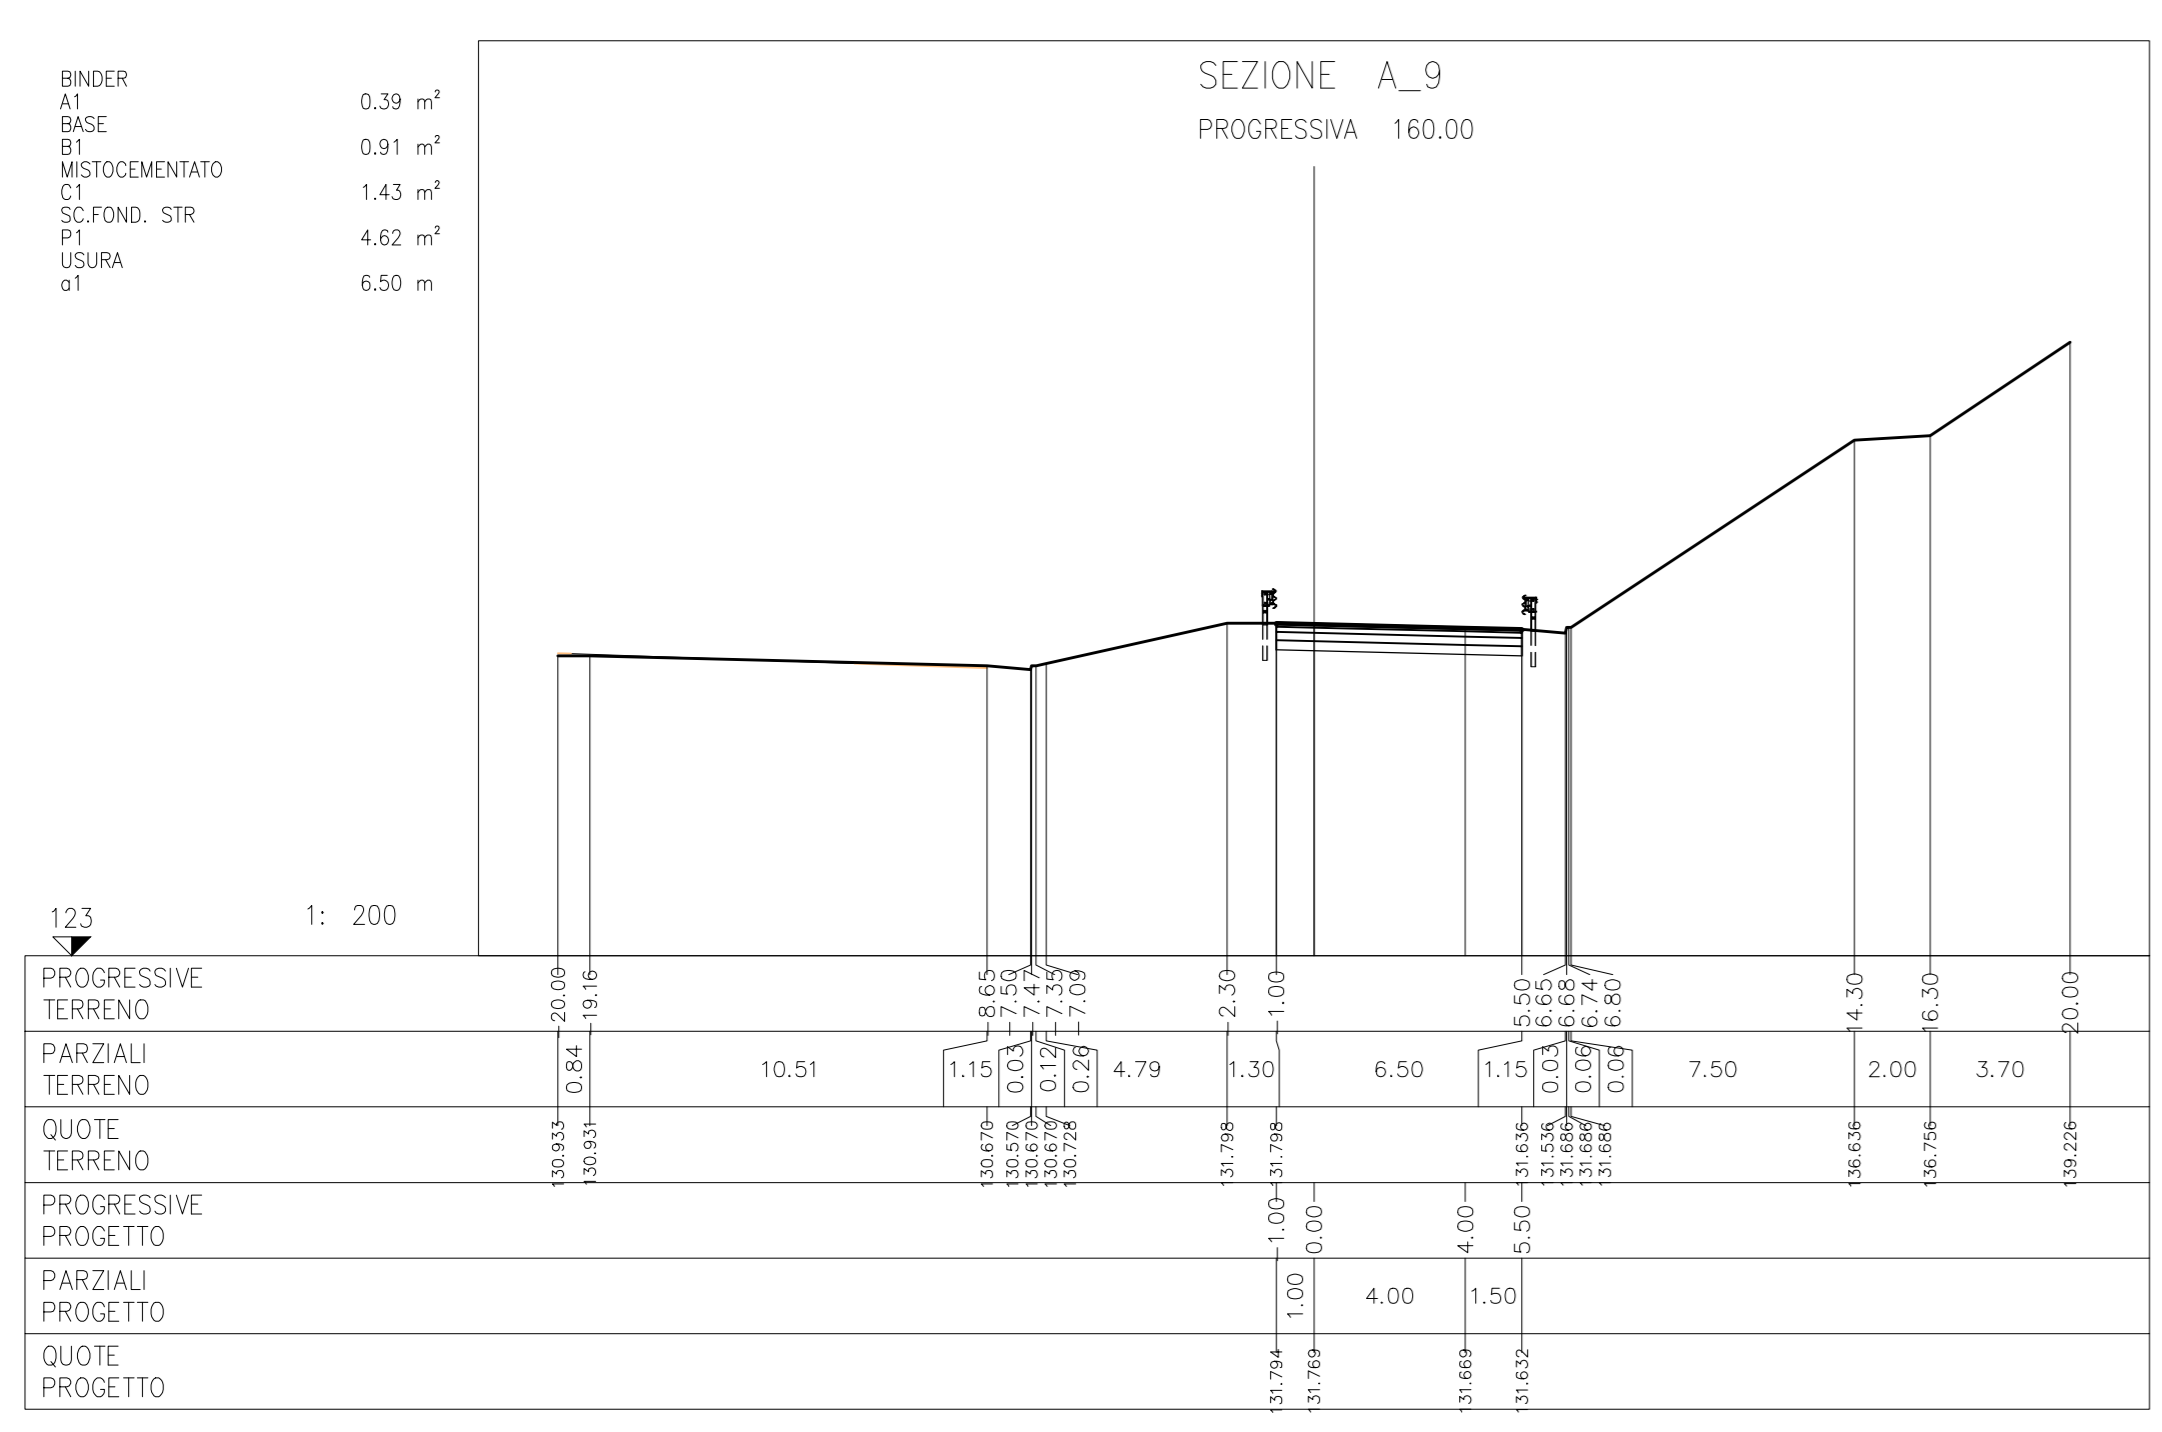 SEZIONE A_9
PROGRESSIVA 160.00
BINDER
A1 0.39 m²
BASE
B1 0.91 m²
MISTOCEMENTATO
C1 1.43 m²
SC.FOND. STR
P1 4.62 m²
USURA
a1 6.50 m
123 1: 200
PROGRESSIVE
TERRENO
-20.00 -19.16 -8.65 -7.50 -7.47 -7.35 -7.09 -2.30 -1.00 5.50 6.65 6.68 6.74 6.80 14.30 16.30 20.00
PARZIALI
TERRENO
0.84 10.51 1.15 0.03 0.12 0.26 4.79 1.30 6.50 1.15 0.03 0.06 0.06 7.50 2.00 3.70
QUOTE
TERRENO
130.933 130.931 130.670 130.570 130.670 130.670 130.728 131.798 131.798 131.636 131.536 131.686 131.686 131.686 136.636 136.756 139.226
PROGRESSIVE
PROGETTO
-1.00 0.00 4.00 5.50
PARZIALI
PROGETTO
1.00 4.00 1.50
QUOTE
PROGETTO
131.794 131.769 131.669 131.632